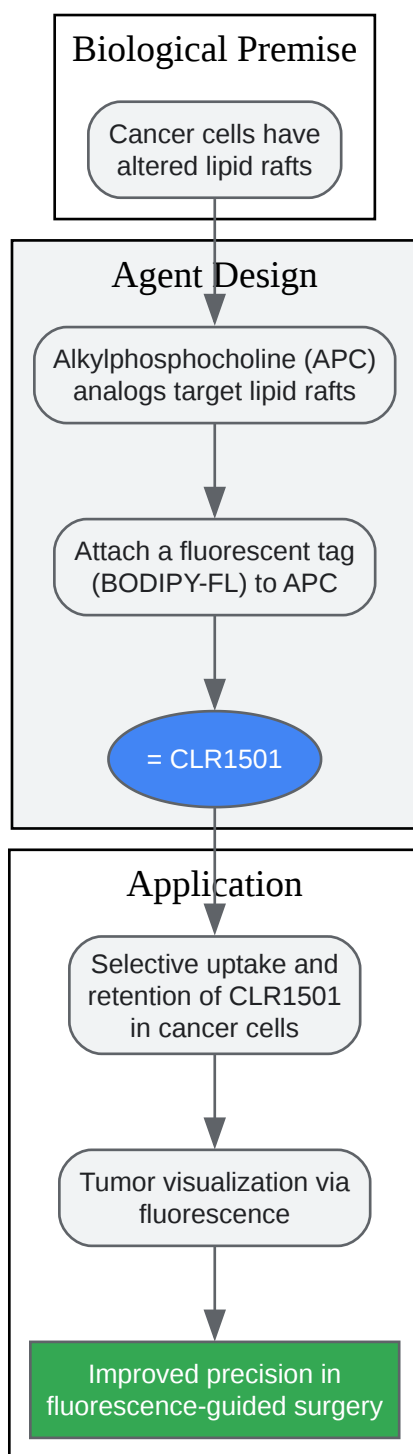 Biological Premise
Cancer cells have
altered lipid rafts
Agent Design
Alkylphosphocholine (APC)
analogs target lipid rafts
Attach a fluorescent tag
(BODIPY-FL) to APC
= CLR1501
Application
Selective uptake and
retention of CLR1501
in cancer cells
Tumor visualization via
fluorescence
Improved precision in
fluorescence-guided surgery